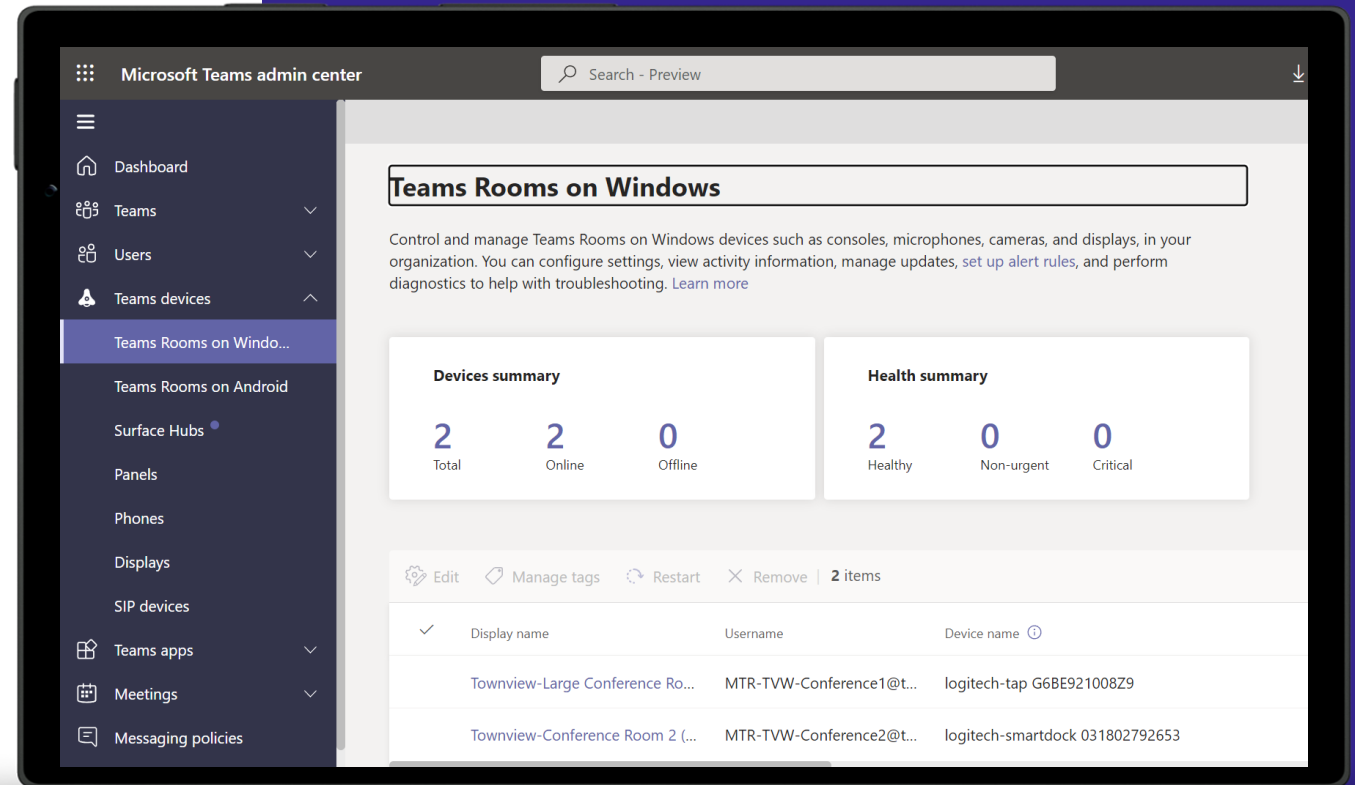 Microsoft Teams admin center
Search - Preview
Dashboard
Teams
Users
Teams devices
Teams Rooms on Windo...
Teams Rooms on Android
Surface Hubs
Panels
Phones
Displays
SIP devices
Teams apps
Meetings
Messaging policies
Teams Rooms on Windows
Control and manage Teams Rooms on Windows devices such as consoles, microphones, cameras, and displays, in your
organization. You can configure settings, view activity information, manage updates, set up alert rules, and perform
diagnostics to help with troubleshooting. Learn more
Devices summary
2 2 0
Total Online Offline
Health summary
2 0 0
Healthy Non-urgent Critical
Edit Manage tags Restart Remove | 2 items
Display name Username Device name
Townview-Large Conference Ro... MTR-TVW-Conference1@t... logitech-tap G6BE921008Z9
Townview-Conference Room 2 (... MTR-TVW-Conference2@t... logitech-smartdock 031802792653